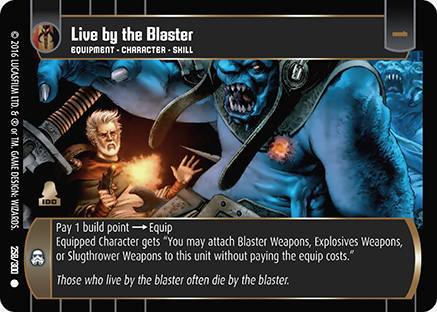 Live by the Blaster
EQUIPMENT - CHARACTER - SKILL
100
Pay 1 build point → Equip
Equipped Character gets “You may attach Blaster Weapons, Explosives Weapons,
or Slugthrower Weapons to this unit without paying the equip costs.”
Those who live by the blaster often die by the blaster.
© 2016 LUCASFILM LTD. & ® or TM. GAME DESIGN: WIZARDS.
258/300